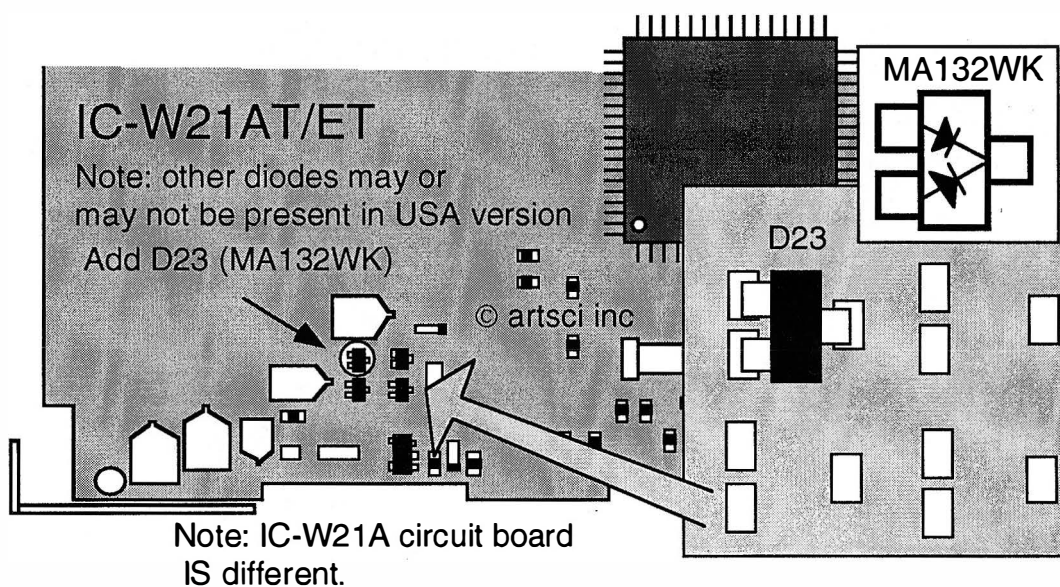 IC-W21AT/ET
Note: other diodes may or
may not be present in USA version
Add D23 (MA132WK)
© artsci inc
MA132WK
D23
Note: IC-W21A circuit board
IS different.